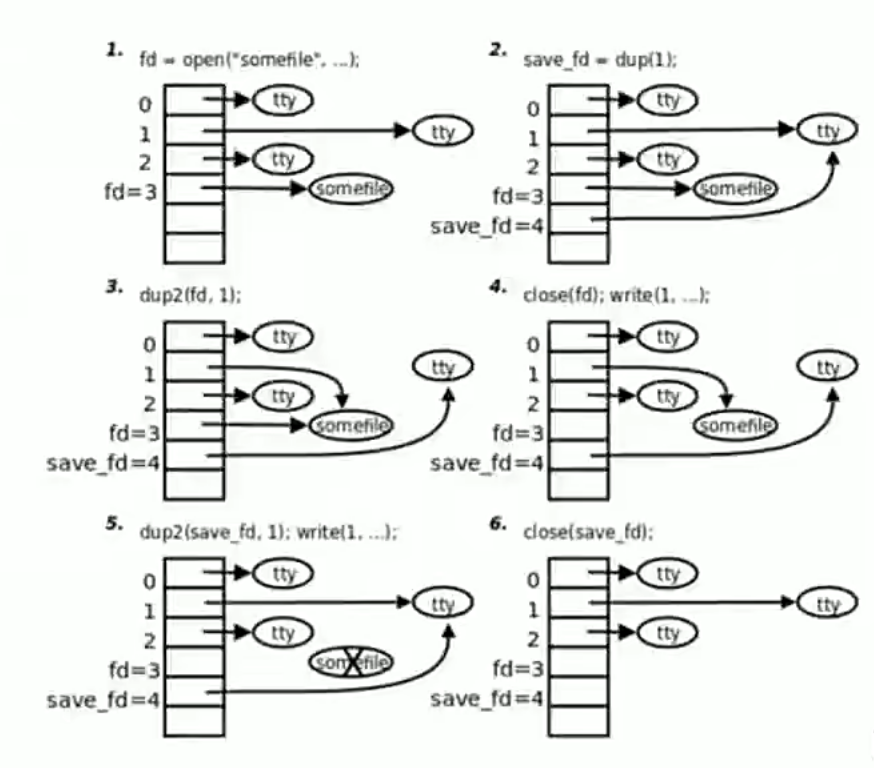 1. fd = open("somefile", ...);
0 tty
1 tty
2 tty
fd=3 somefile
2. save_fd = dup(1);
0 tty
1 tty
2 tty
fd=3 somefile
save_fd=4
3. dup2(fd, 1);
0 tty
1 tty
2 tty
fd=3 somefile
save_fd=4
4. close(fd); write(1, ...);
0 tty
1 tty
2 tty
fd=3 somefile
save_fd=4
5. dup2(save_fd, 1); write(1, ...);
0 tty
1 tty
2 tty
fd=3 somefile
save_fd=4
6. close(save_fd);
0 tty
1 tty
2 tty
fd=3
save_fd=4